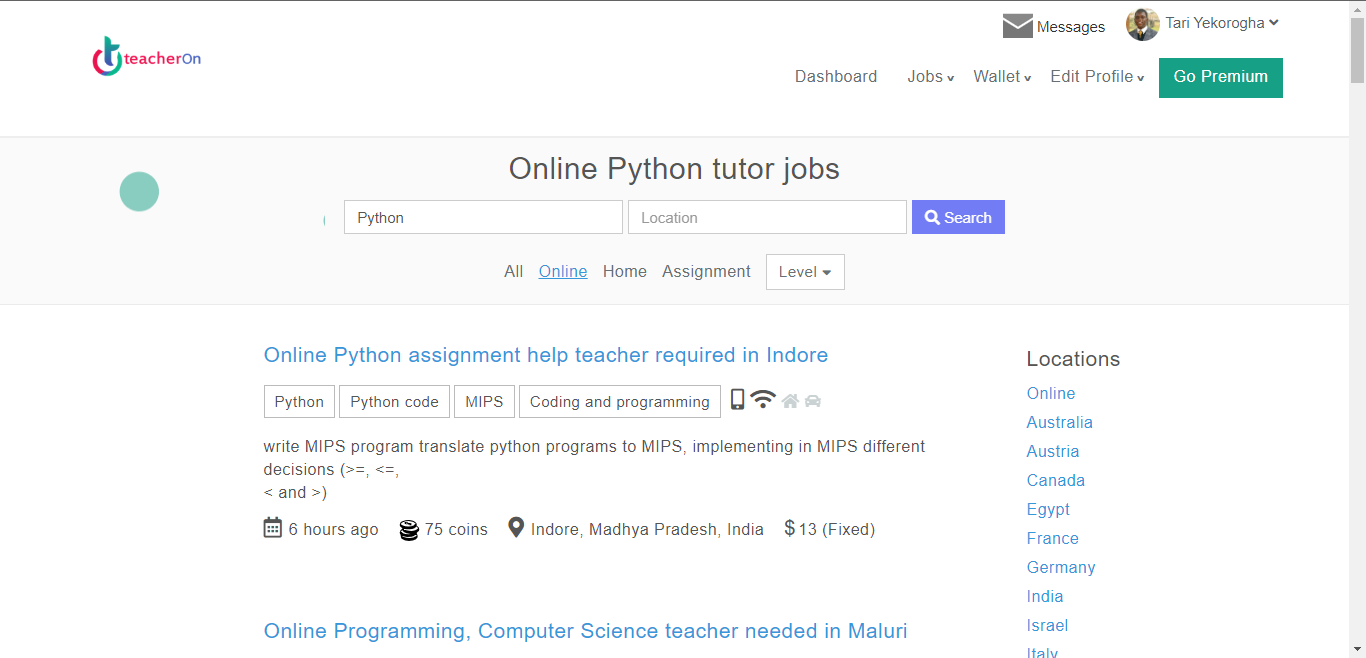 Messages
Tari Yekorogha
teacherOn
Dashboard Jobs Wallet Edit Profile Go Premium
Online Python tutor jobs
Python Location Search
All Online Home Assignment Level
Online Python assignment help teacher required in Indore
Python Python code MIPS Coding and programming
write MIPS program translate python programs to MIPS, implementing in MIPS different
decisions (>=, <=,
< and >)
6 hours ago 75 coins Indore, Madhya Pradesh, India $ 13 (Fixed)
Online Programming, Computer Science teacher needed in Maluri
Locations
Online
Australia
Austria
Canada
Egypt
France
Germany
India
Israel
Italy